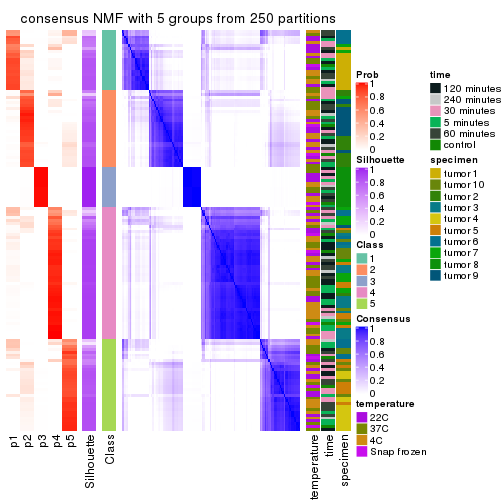 consensus NMF with 5 groups from 250 partitions
p1
p2
p3
p4
p5
Silhouette
Class
temperature
time
specimen
Prob
1
0.8
0.6
0.4
0.2
0
Silhouette
1
0.8
0.6
0.4
0.2
0
Class
1
2
3
4
5
Consensus
1
0.8
0.6
0.4
0.2
0
temperature
22C
37C
4C
Snap frozen
time
120 minutes
240 minutes
30 minutes
5 minutes
60 minutes
control
specimen
tumor 1
tumor 10
tumor 2
tumor 3
tumor 4
tumor 5
tumor 6
tumor 7
tumor 8
tumor 9